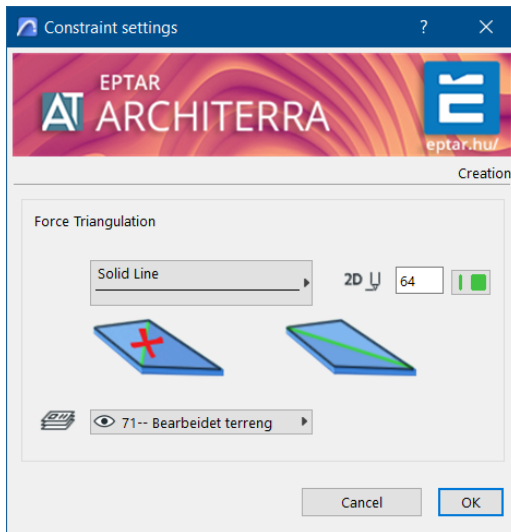 Constraint settings
?
EPTAR
AT ARCHITERRA
eptar.hu/
Creation
Force Triangulation
Solid Line
2D
64
71-- Bearbeidet terreng
Cancel
OK